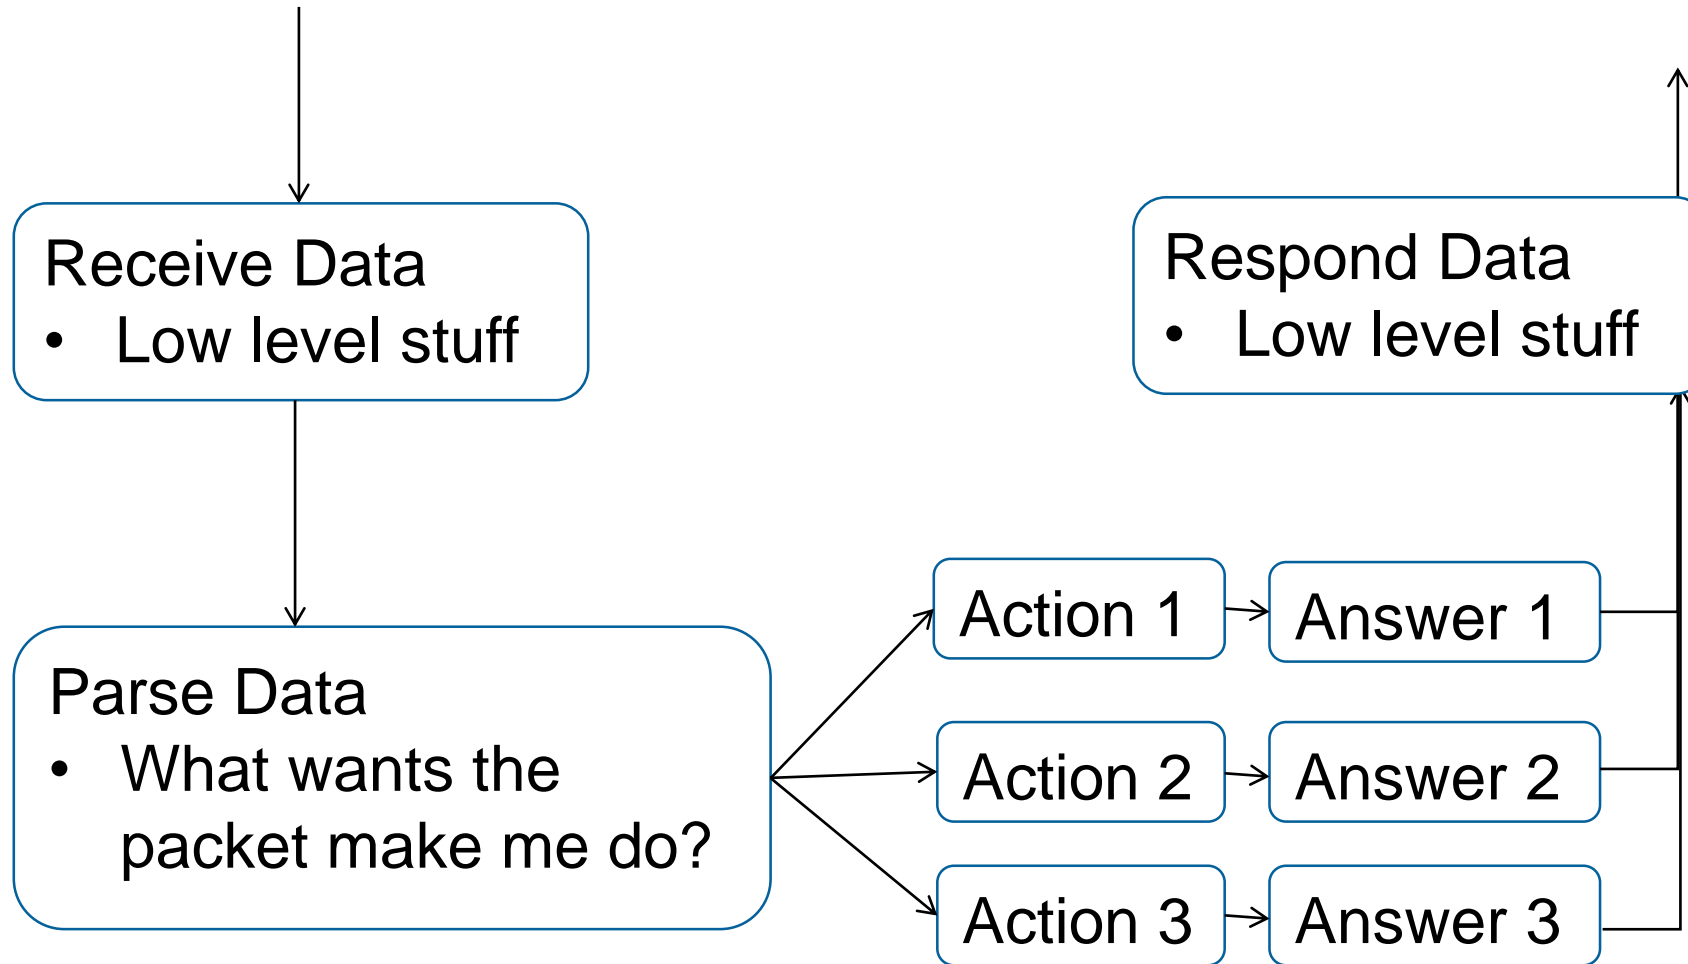 Receive Data
• Low level stuff
Respond Data
• Low level stuff
Parse Data
• What wants the
packet make me do?
Action 1
Answer 1
Action 2
Answer 2
Action 3
Answer 3